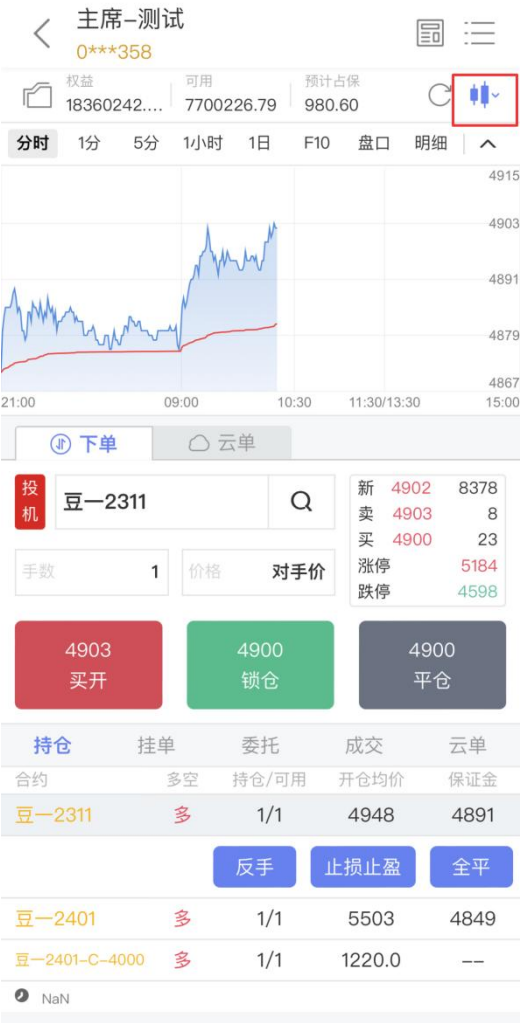 主席–测试
0***358
权益 可用 预计占保
18360242.... 7700226.79 980.60
分时 1分 5分 1小时 1日 F10 盘口 明细
4915
4903
4891
4879
4867
21:00 09:00 10:30 11:30/13:30 15:00
下单 云单
投机 豆一2311
新 4902 8378
卖 4903 8
买 4900 23
涨停 5184
跌停 4598
手数 1 价格 对手价
4903 4900 4900
买开 锁仓 平仓
持仓 挂单 委托 成交 云单
合约 多空 持仓/可用 开仓均价 保证金
豆一2311 多 1/1 4948 4891
反手 止损止盈 全平
豆一2401 多 1/1 5503 4849
豆一2401-C-4000 多 1/1 1220.0 --
NaN